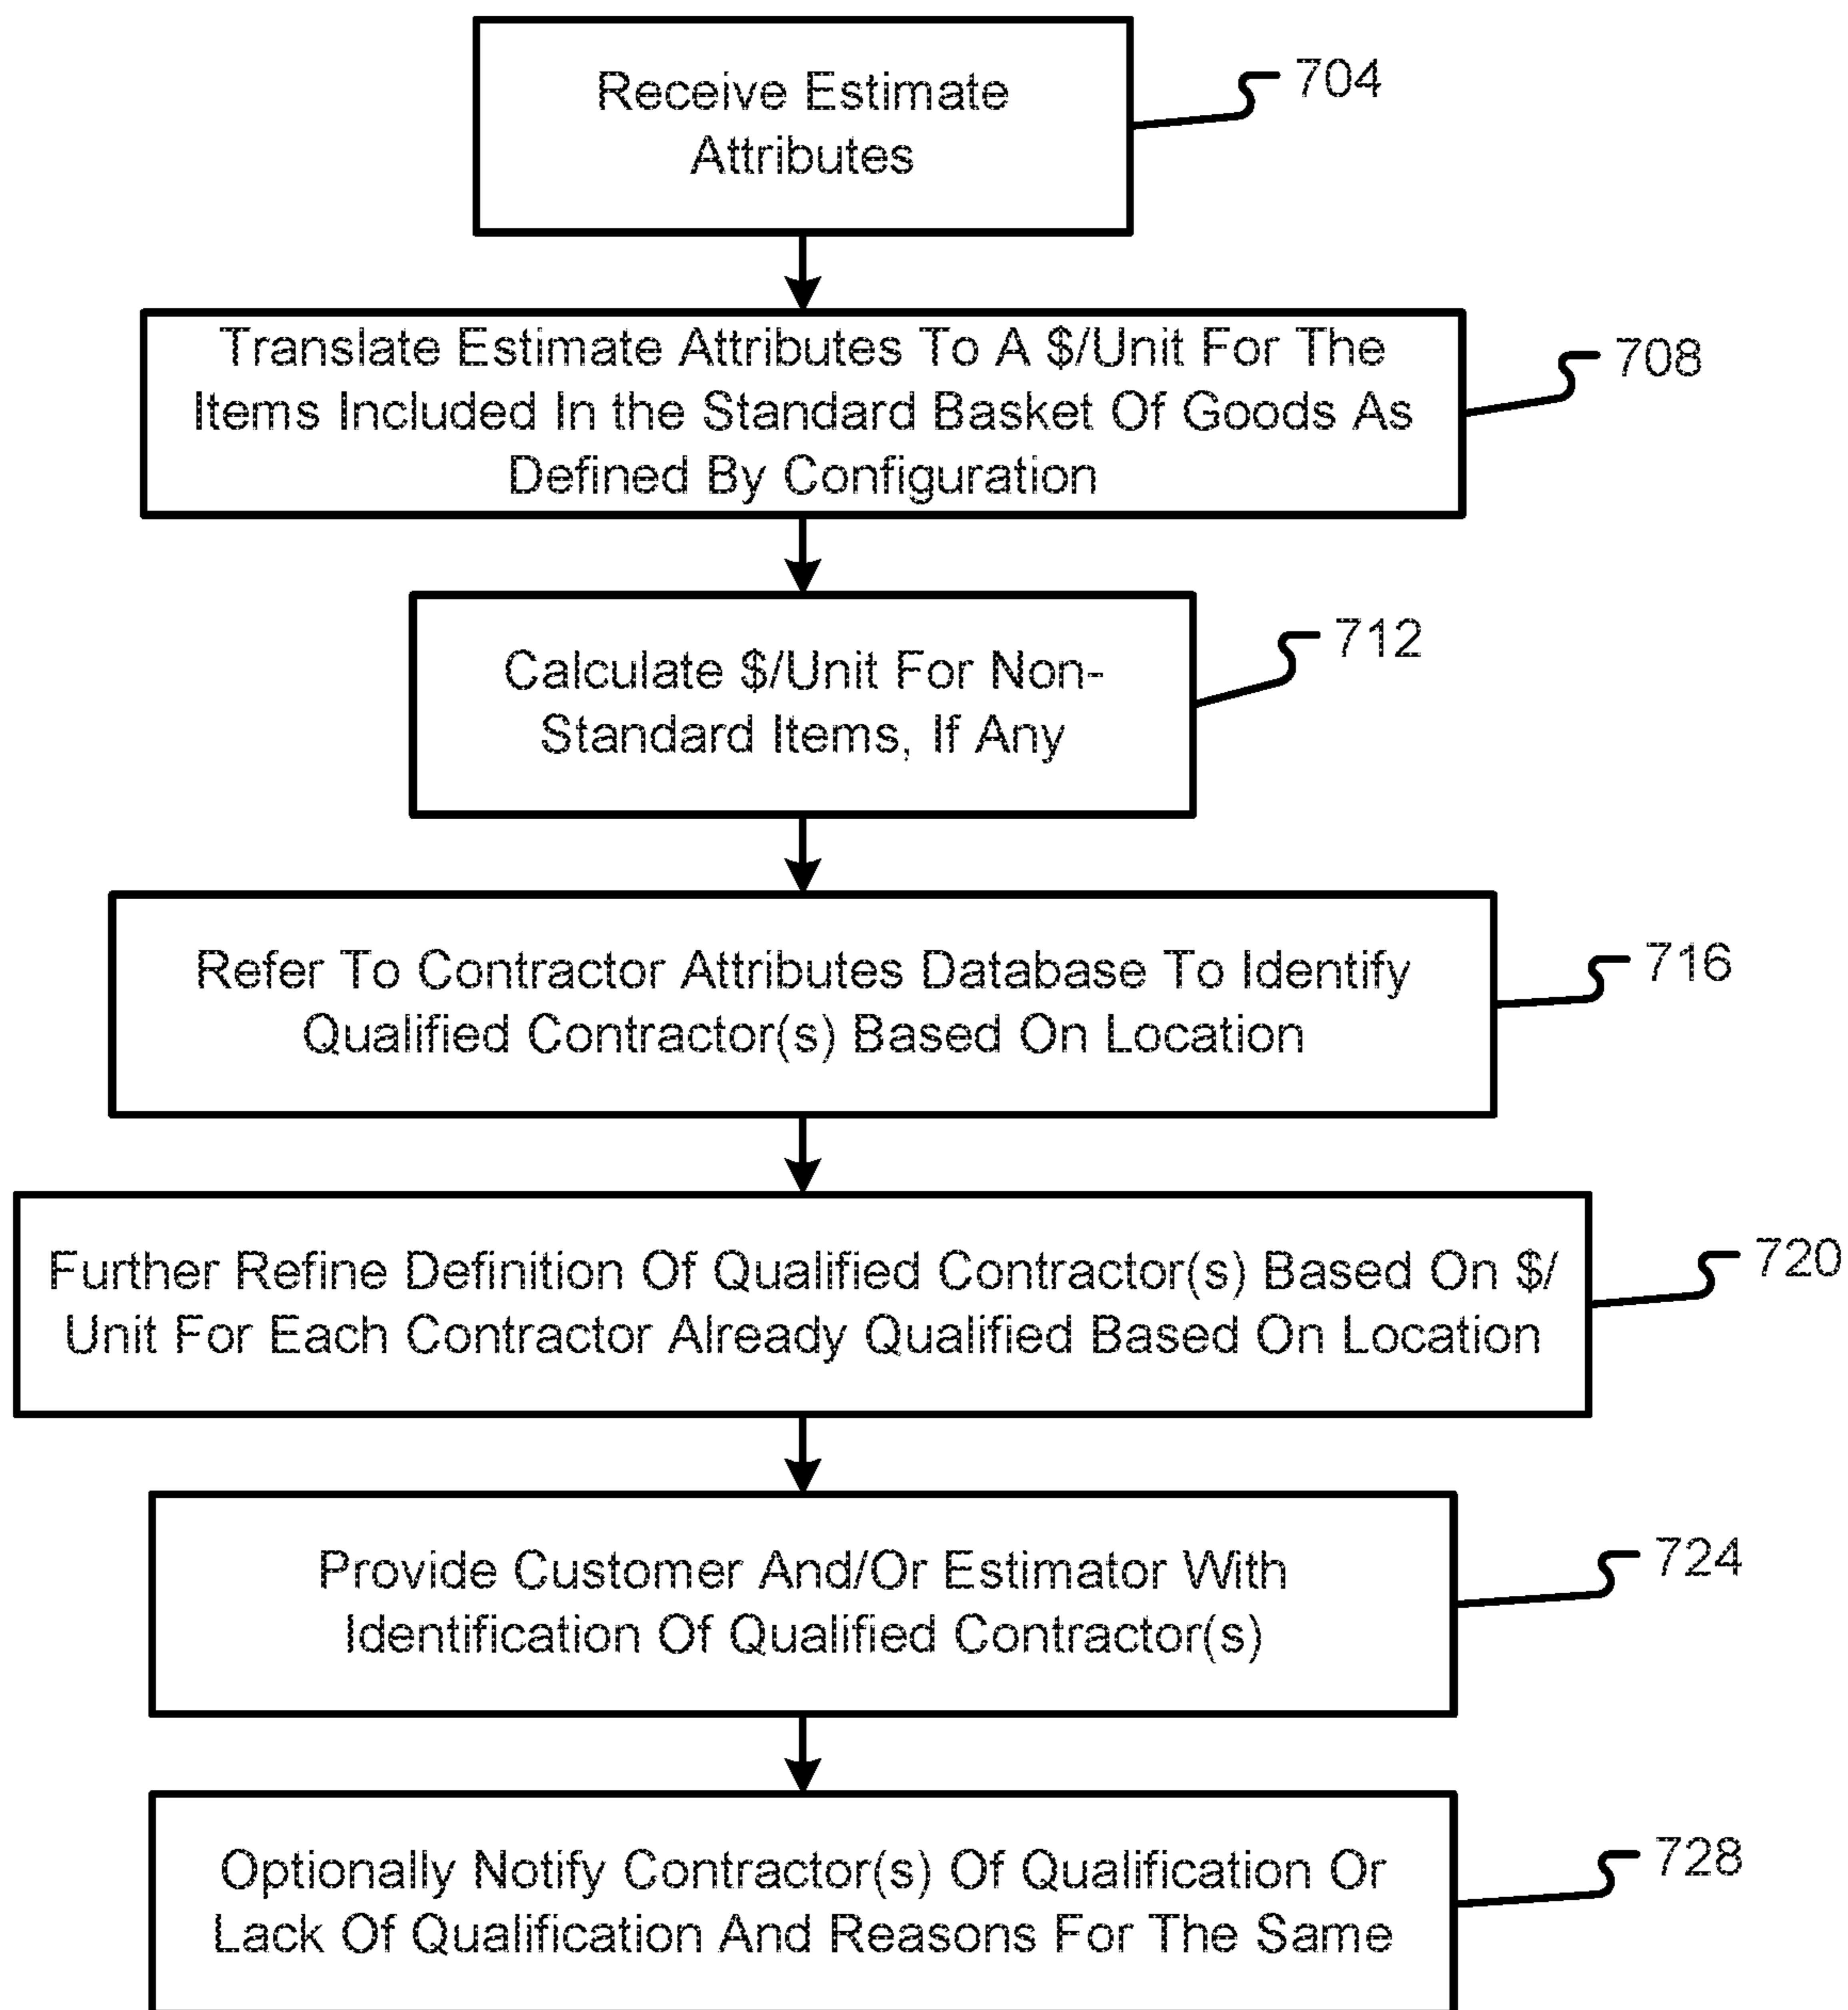 Receive Estimate
Attributes
704
Translate Estimate Attributes To A $/Unit For The
Items Included In the Standard Basket Of Goods As
Defined By Configuration
708
Calculate $/Unit For Non-
Standard Items, If Any
712
Refer To Contractor Attributes Database To Identify
Qualified Contractor(s) Based On Location
716
Further Refine Definition Of Qualified Contractor(s) Based On $/
Unit For Each Contractor Already Qualified Based On Location
720
Provide Customer And/Or Estimator With
Identification Of Qualified Contractor(s)
724
Optionally Notify Contractor(s) Of Qualification Or
Lack Of Qualification And Reasons For The Same
728